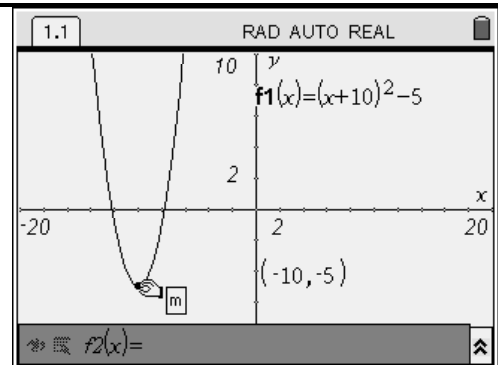 1.1 RAD AUTO REAL
10 y
f1(x)=(x+10)²−5
2
x
-20 2 20
(-10,-5)
m
f2(x)=